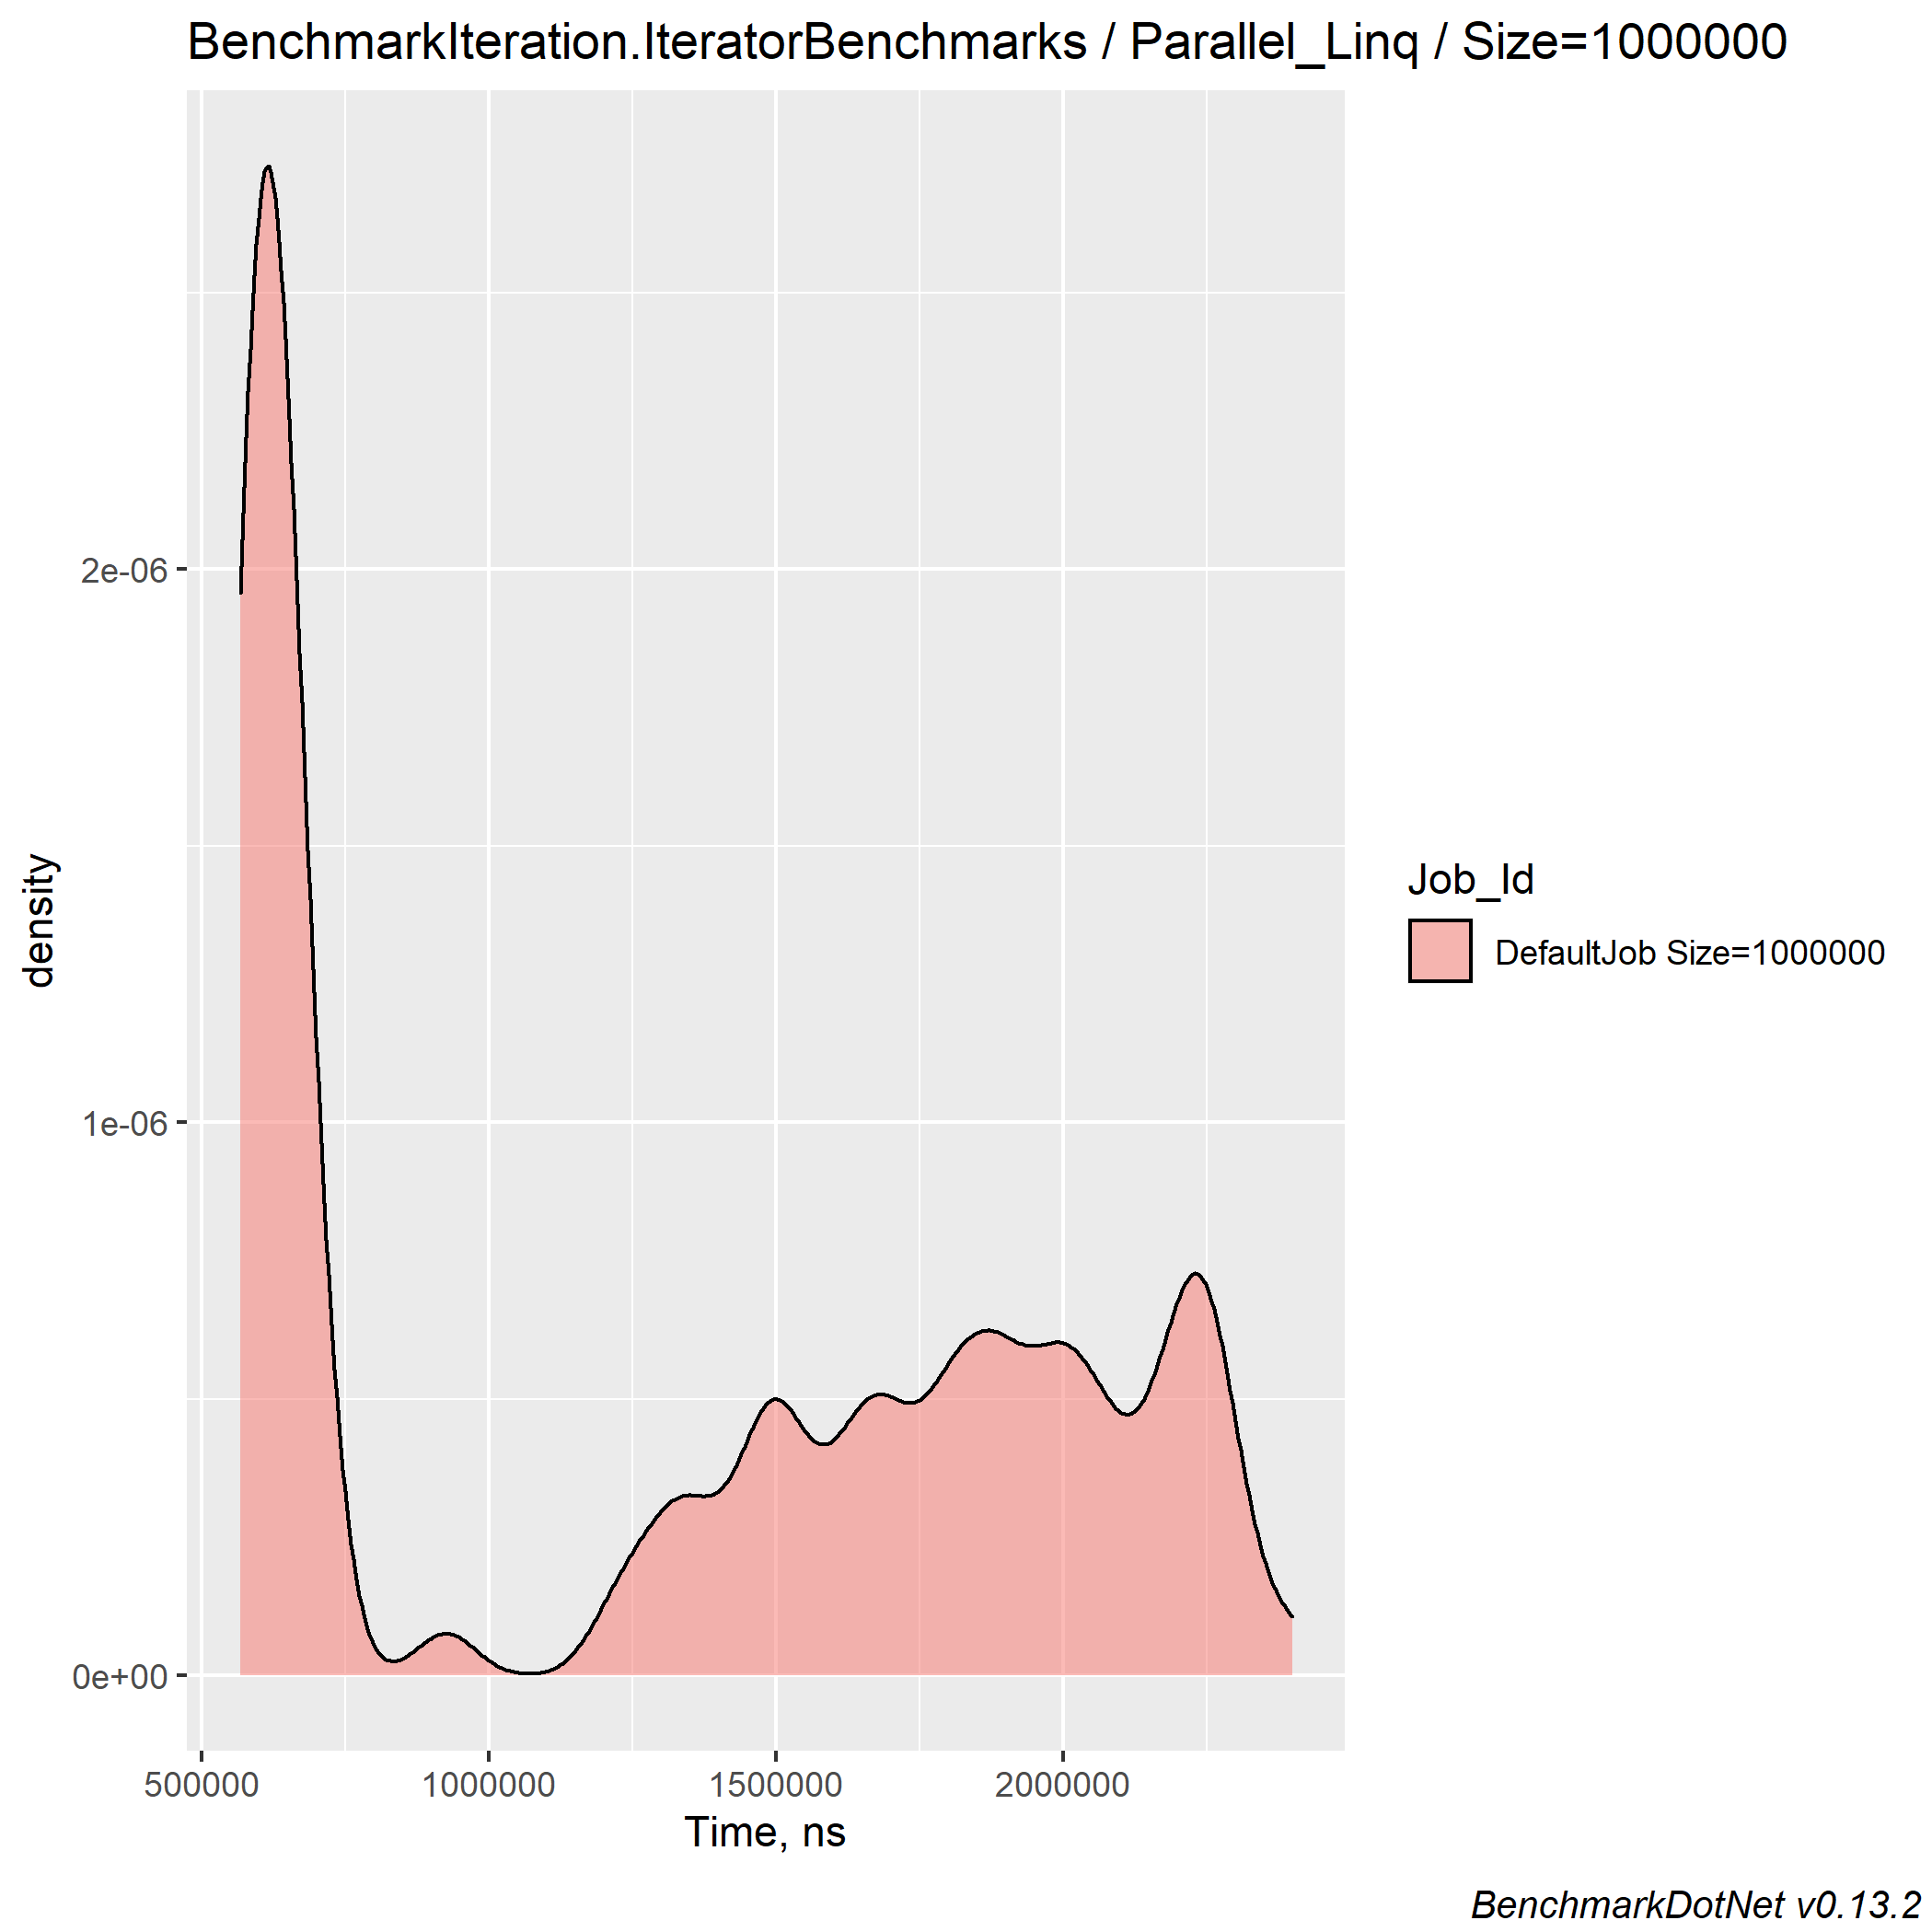 BenchmarkIteration.IteratorBenchmarks / Parallel_Linq / Size=1000000
2e-06
1e-06
0e+00
density
500000 1000000 1500000 2000000
Time, ns
Job_Id
DefaultJob Size=1000000
BenchmarkDotNet v0.13.2